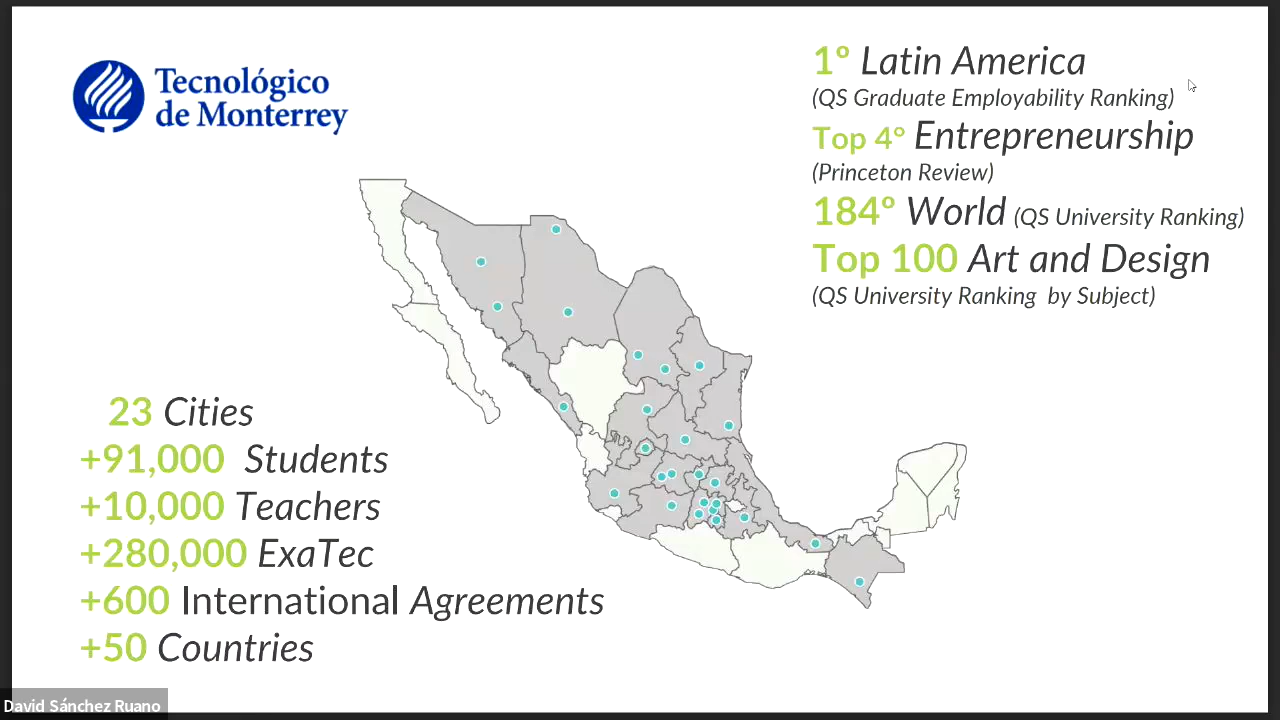 Tecnológico
de Monterrey
1° Latin America
(QS Graduate Employability Ranking)
Top 4° Entrepreneurship
(Princeton Review)
184° World (QS University Ranking)
Top 100 Art and Design
(QS University Ranking by Subject)
23 Cities
+91,000 Students
+10,000 Teachers
+280,000 ExaTec
+600 International Agreements
+50 Countries
David Sánchez Ruano